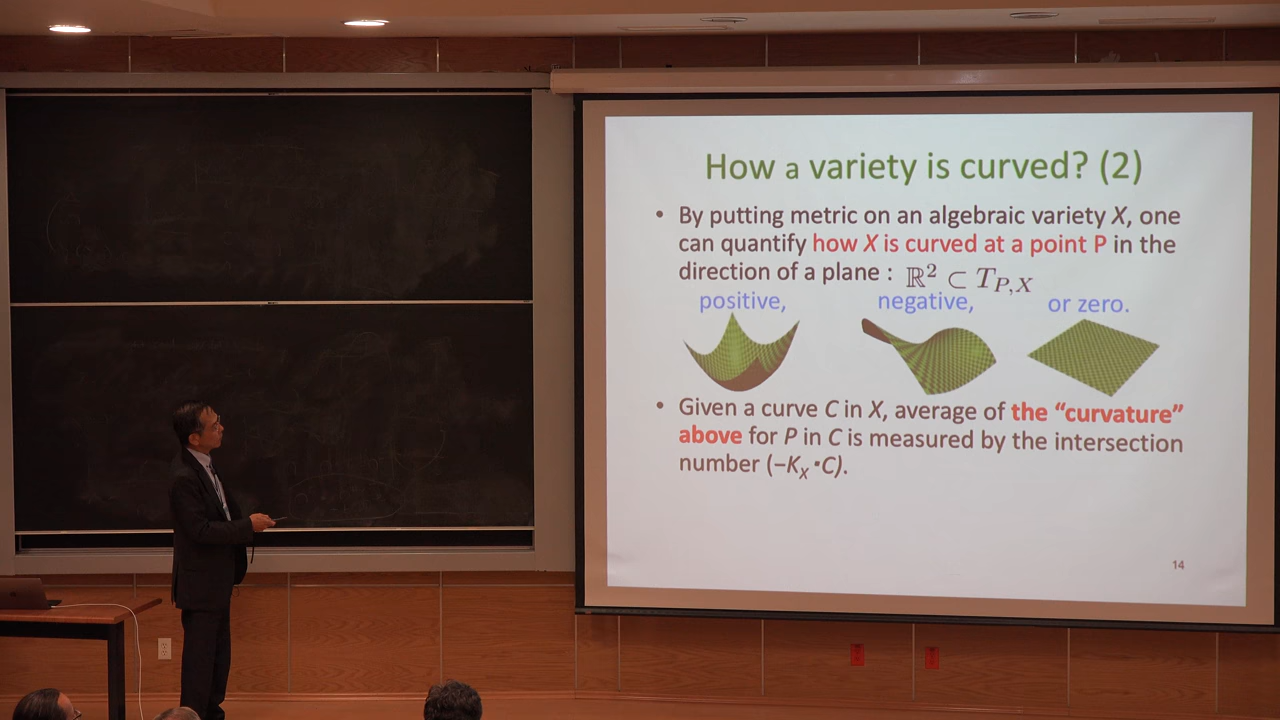 How a variety is curved? (2)
• By putting metric on an algebraic variety X, one
can quantify how X is curved at a point P in the
direction of a plane : ℝ² ⊂ T_{P,X}
positive, negative, or zero.
• Given a curve C in X, average of the “curvature”
above for P in C is measured by the intersection
number (−K_X ▪C).
14